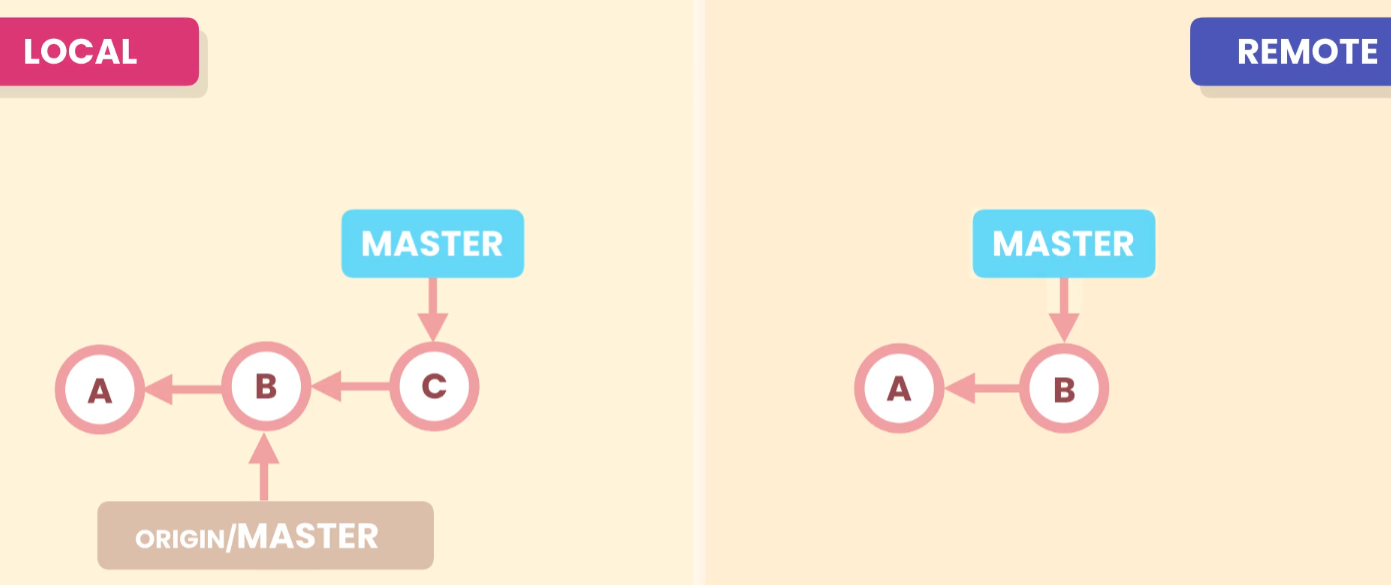 LOCAL
REMOTE
MASTER
MASTER
A
B
C
A
B
ORIGIN/MASTER